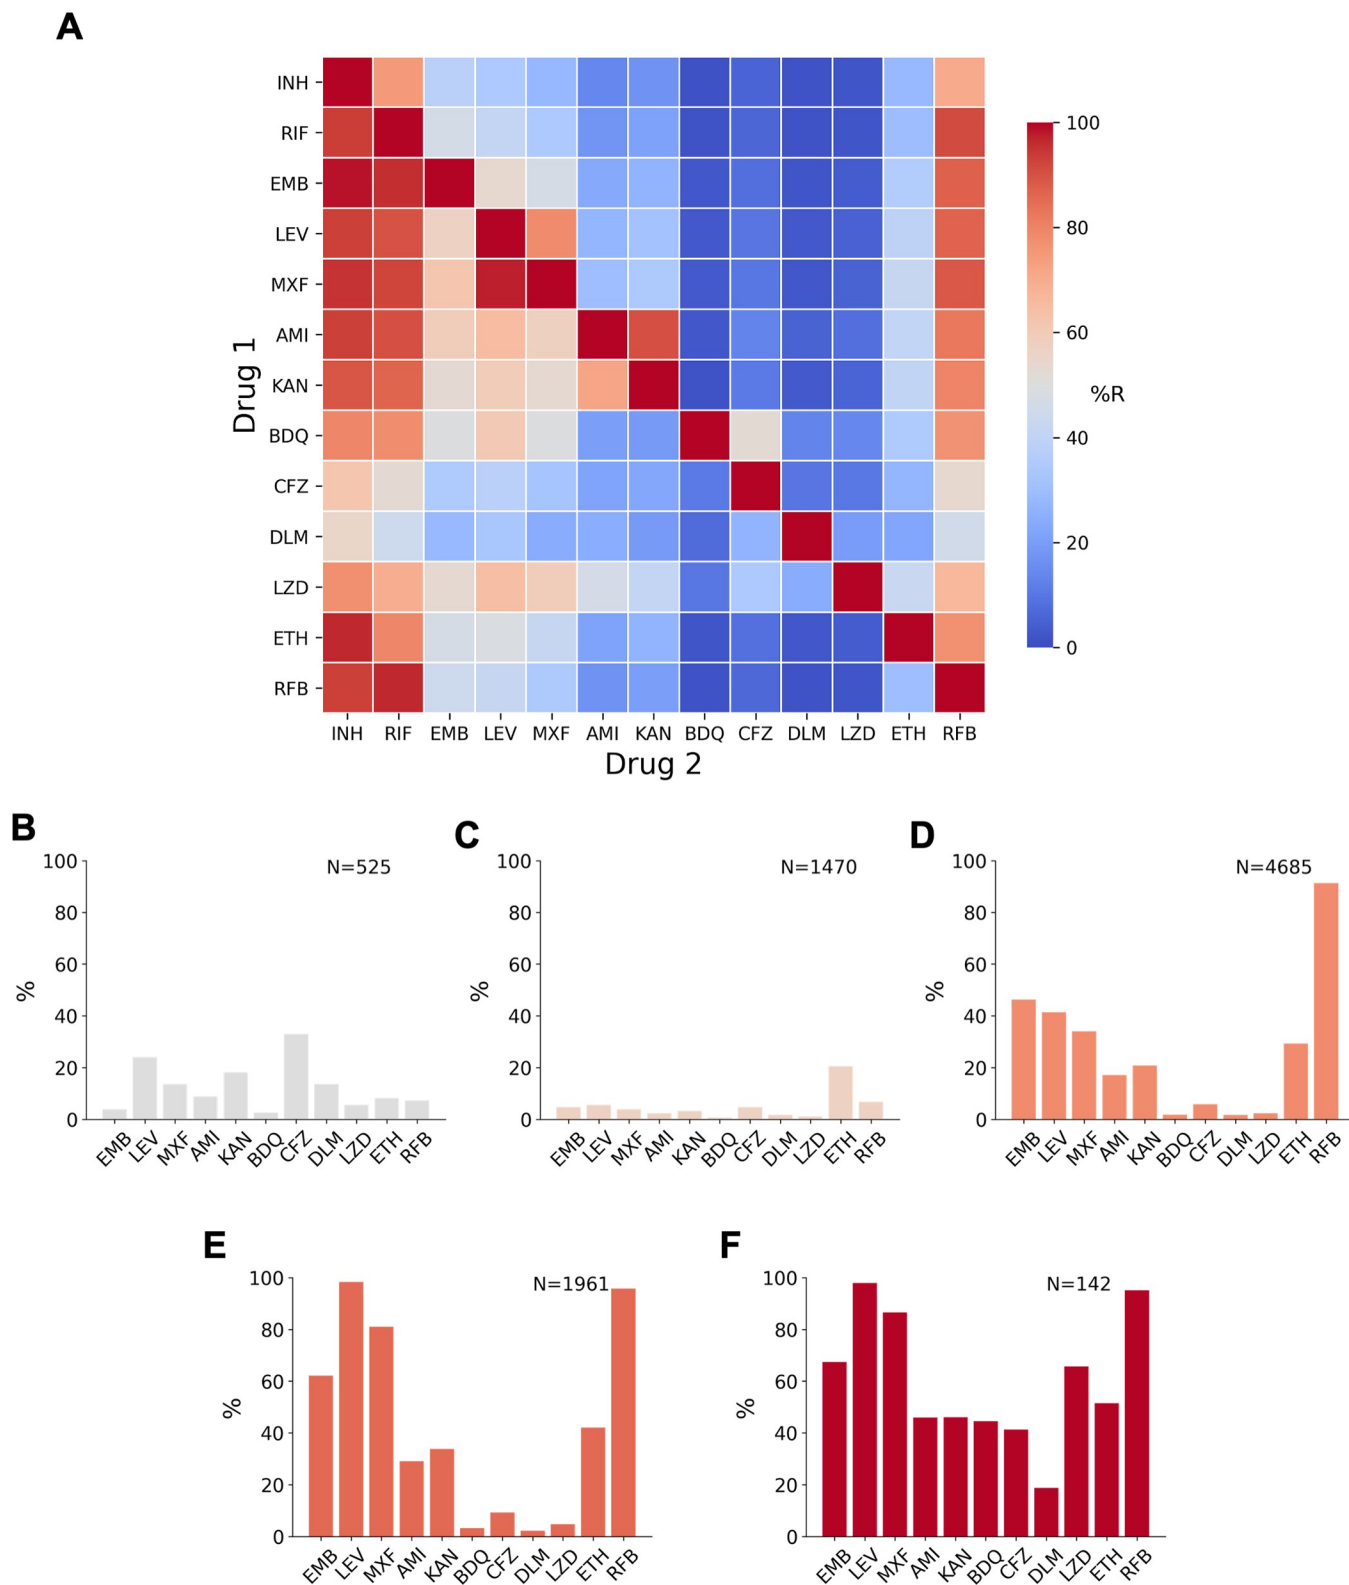 A
INH
RIF
EMB
LEV
MXF
AMI
KAN
BDQ
CFZ
DLM
LZD
ETH
RFB
Drug 1
INH RIF EMB LEV MXF AMI KAN BDQ CFZ DLM LZD ETH RFB
Drug 2
100
80
60
40
20
0
%R
B
100
80
60
40
20
0
%
N=525
EMB LEV MXF AMI KAN BDQ CFZ DLM LZD ETH RFB
C
100
80
60
40
20
0
%
N=1470
EMB LEV MXF AMI KAN BDQ CFZ DLM LZD ETH RFB
D
100
80
60
40
20
0
%
N=4685
EMB LEV MXF AMI KAN BDQ CFZ DLM LZD ETH RFB
E
100
80
60
40
20
0
%
N=1961
EMB LEV MXF AMI KAN BDQ CFZ DLM LZD ETH RFB
F
100
80
60
40
20
0
%
N=142
EMB LEV MXF AMI KAN BDQ CFZ DLM LZD ETH RFB